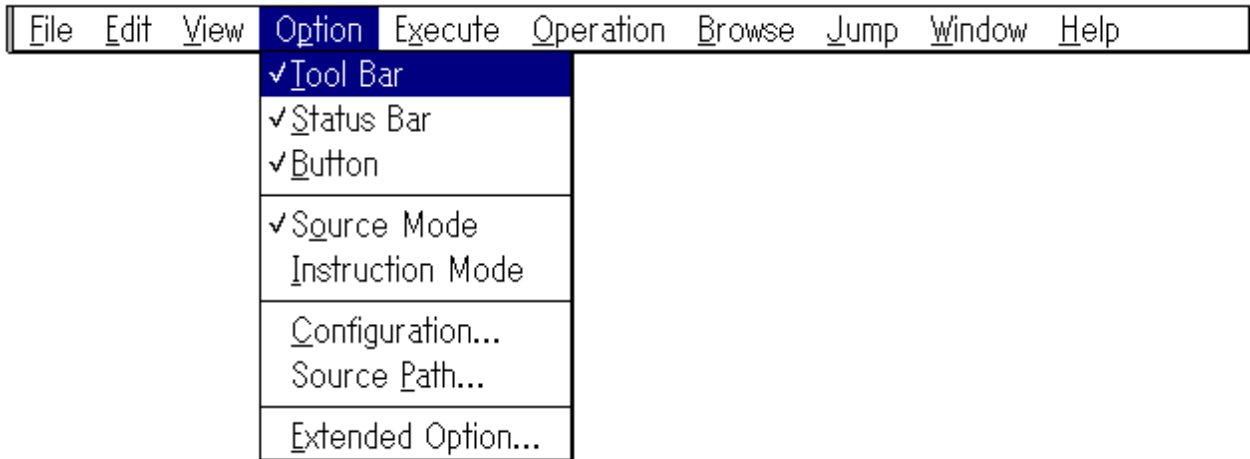 File Edit View Option Execute Operation Browse Jump Window Help
✓Tool Bar
✓Status Bar
✓Button
✓Source Mode
Instruction Mode
Configuration...
Source Path...
Extended Option...